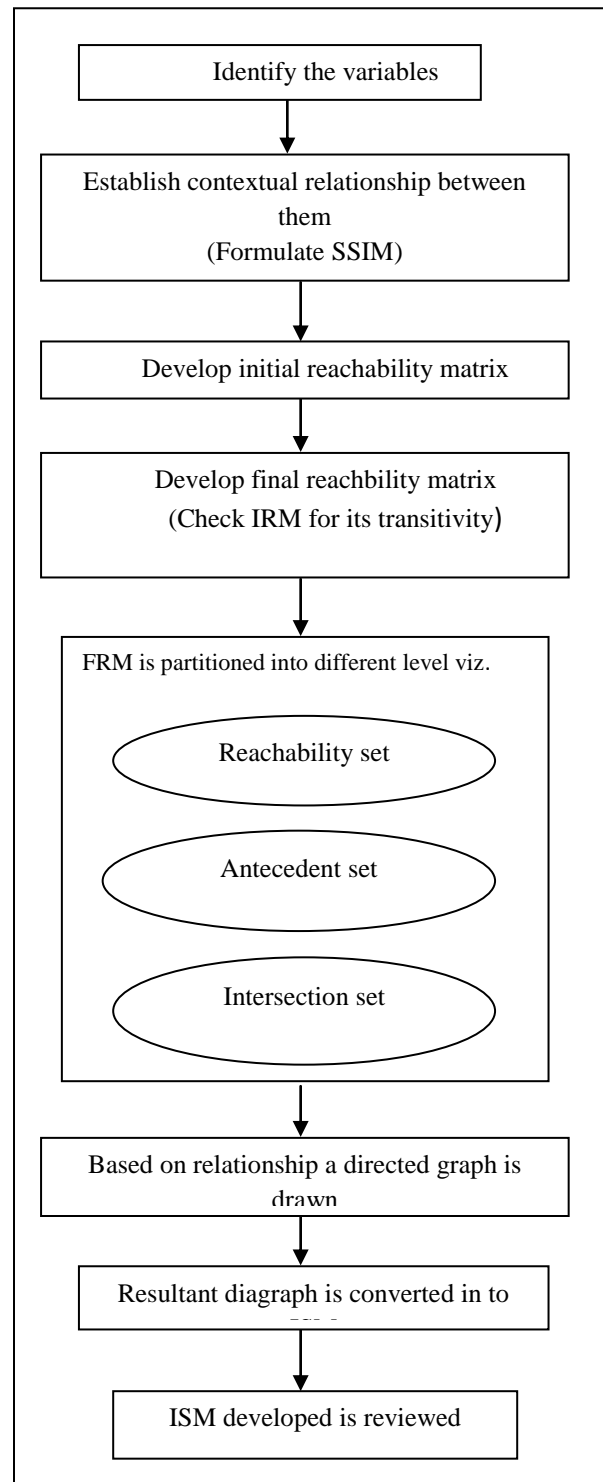 Identify the variables
Establish contextual relationship between
them
(Formulate SSIM)
Develop initial reachability matrix
Develop final reachbility matrix
(Check IRM for its transitivity)
FRM is partitioned into different level viz.
Reachability set
Antecedent set
Intersection set
Based on relationship a directed graph is
drawn
Resultant diagraph is converted in to
ISM developed is reviewed